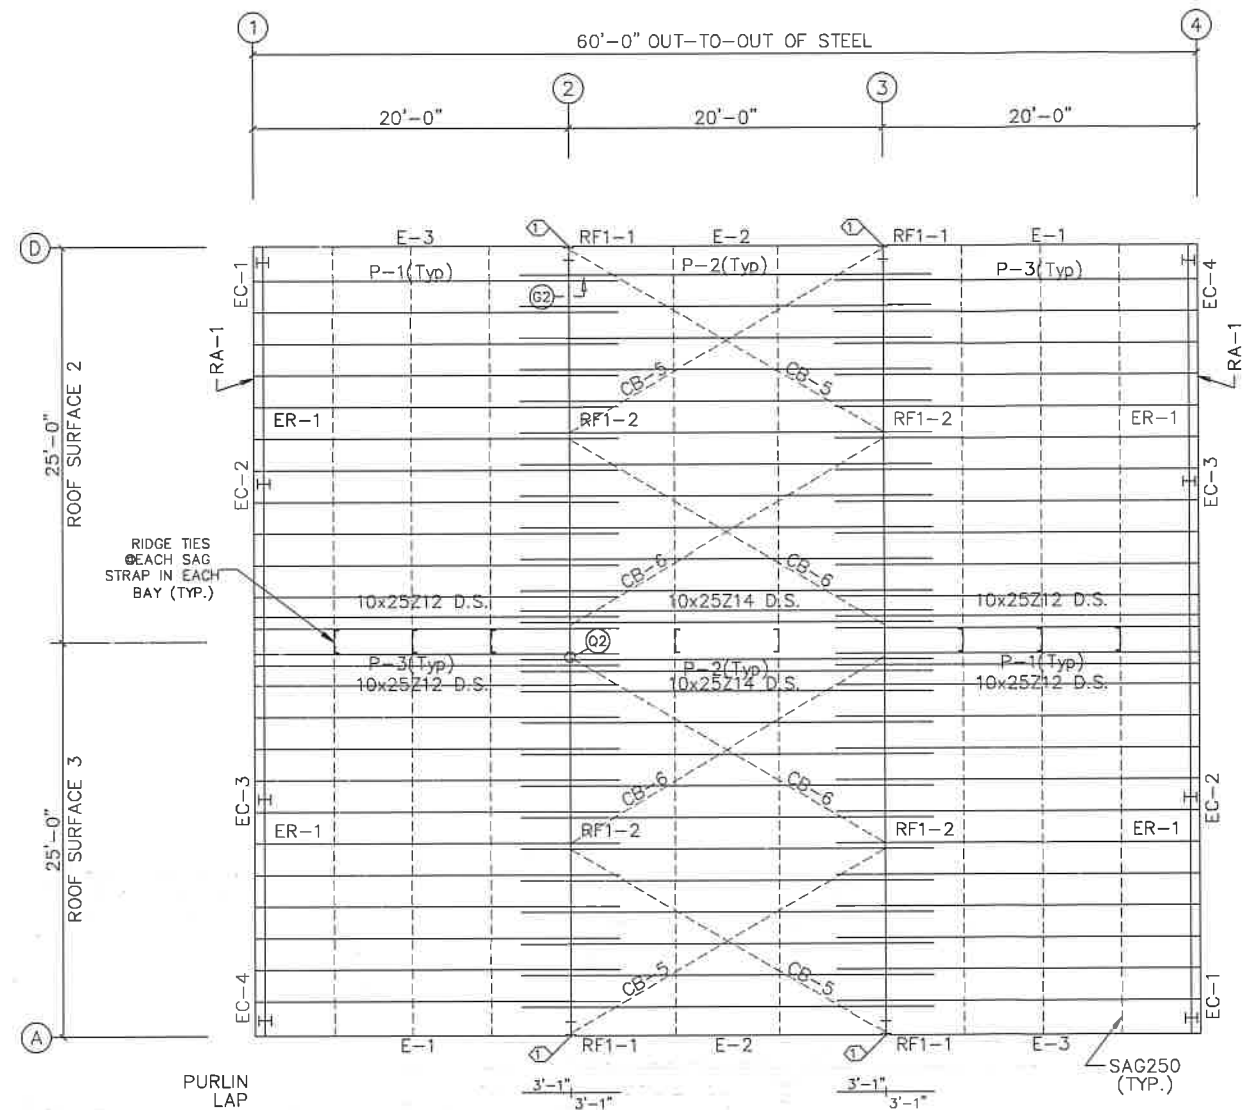 1
4
60'-0" OUT-TO-OUT OF STEEL
2
3
20'-0"
20'-0"
20'-0"
D
E-3
1
RF1-1
E-2
1
RF1-1
E-1
P-1(Typ)
P-2(Typ)
P-3(Typ)
EC-1
EC-4
G2
RA-1
RA-1
CB-5
CB-5
ER-1
RF1-2
RF1-2
ER-1
25'-0"
ROOF SURFACE 2
EC-2
EC-3
RIDGE TIES
@EACH SAG
STRAP IN EACH
BAY (TYP.)
CB-6
CB-6
10x25Z12 D.S.
10x25Z14 D.S.
10x25Z12 D.S.
Q2
P-3(Typ)
P-2(Typ)
P-1(Typ)
10x25Z12 D.S.
10x25Z14 D.S.
10x25Z12 D.S.
25'-0"
ROOF SURFACE 3
EC-3
EC-2
CB-6
CB-6
ER-1
RF1-2
RF1-2
ER-1
CB-5
CB-5
EC-4
EC-1
A
E-1
1
RF1-1
E-2
1
RF1-1
E-3
SAG250
(TYP.)
PURLIN
LAP
3'-1"
3'-1"
3'-1"
3'-1"